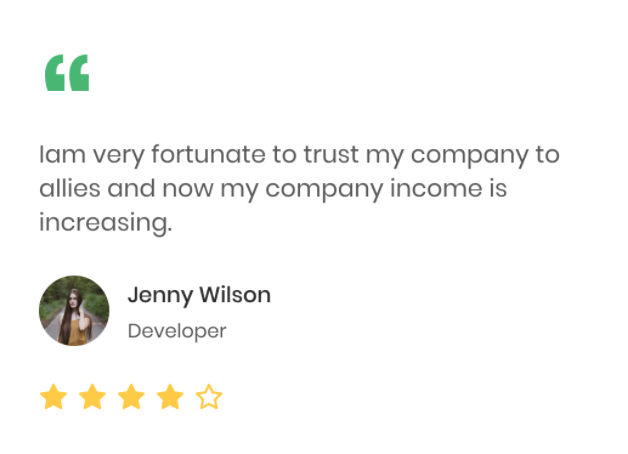 “
Iam very fortunate to trust my company to
allies and now my company income is
increasing.
Jenny Wilson
Developer